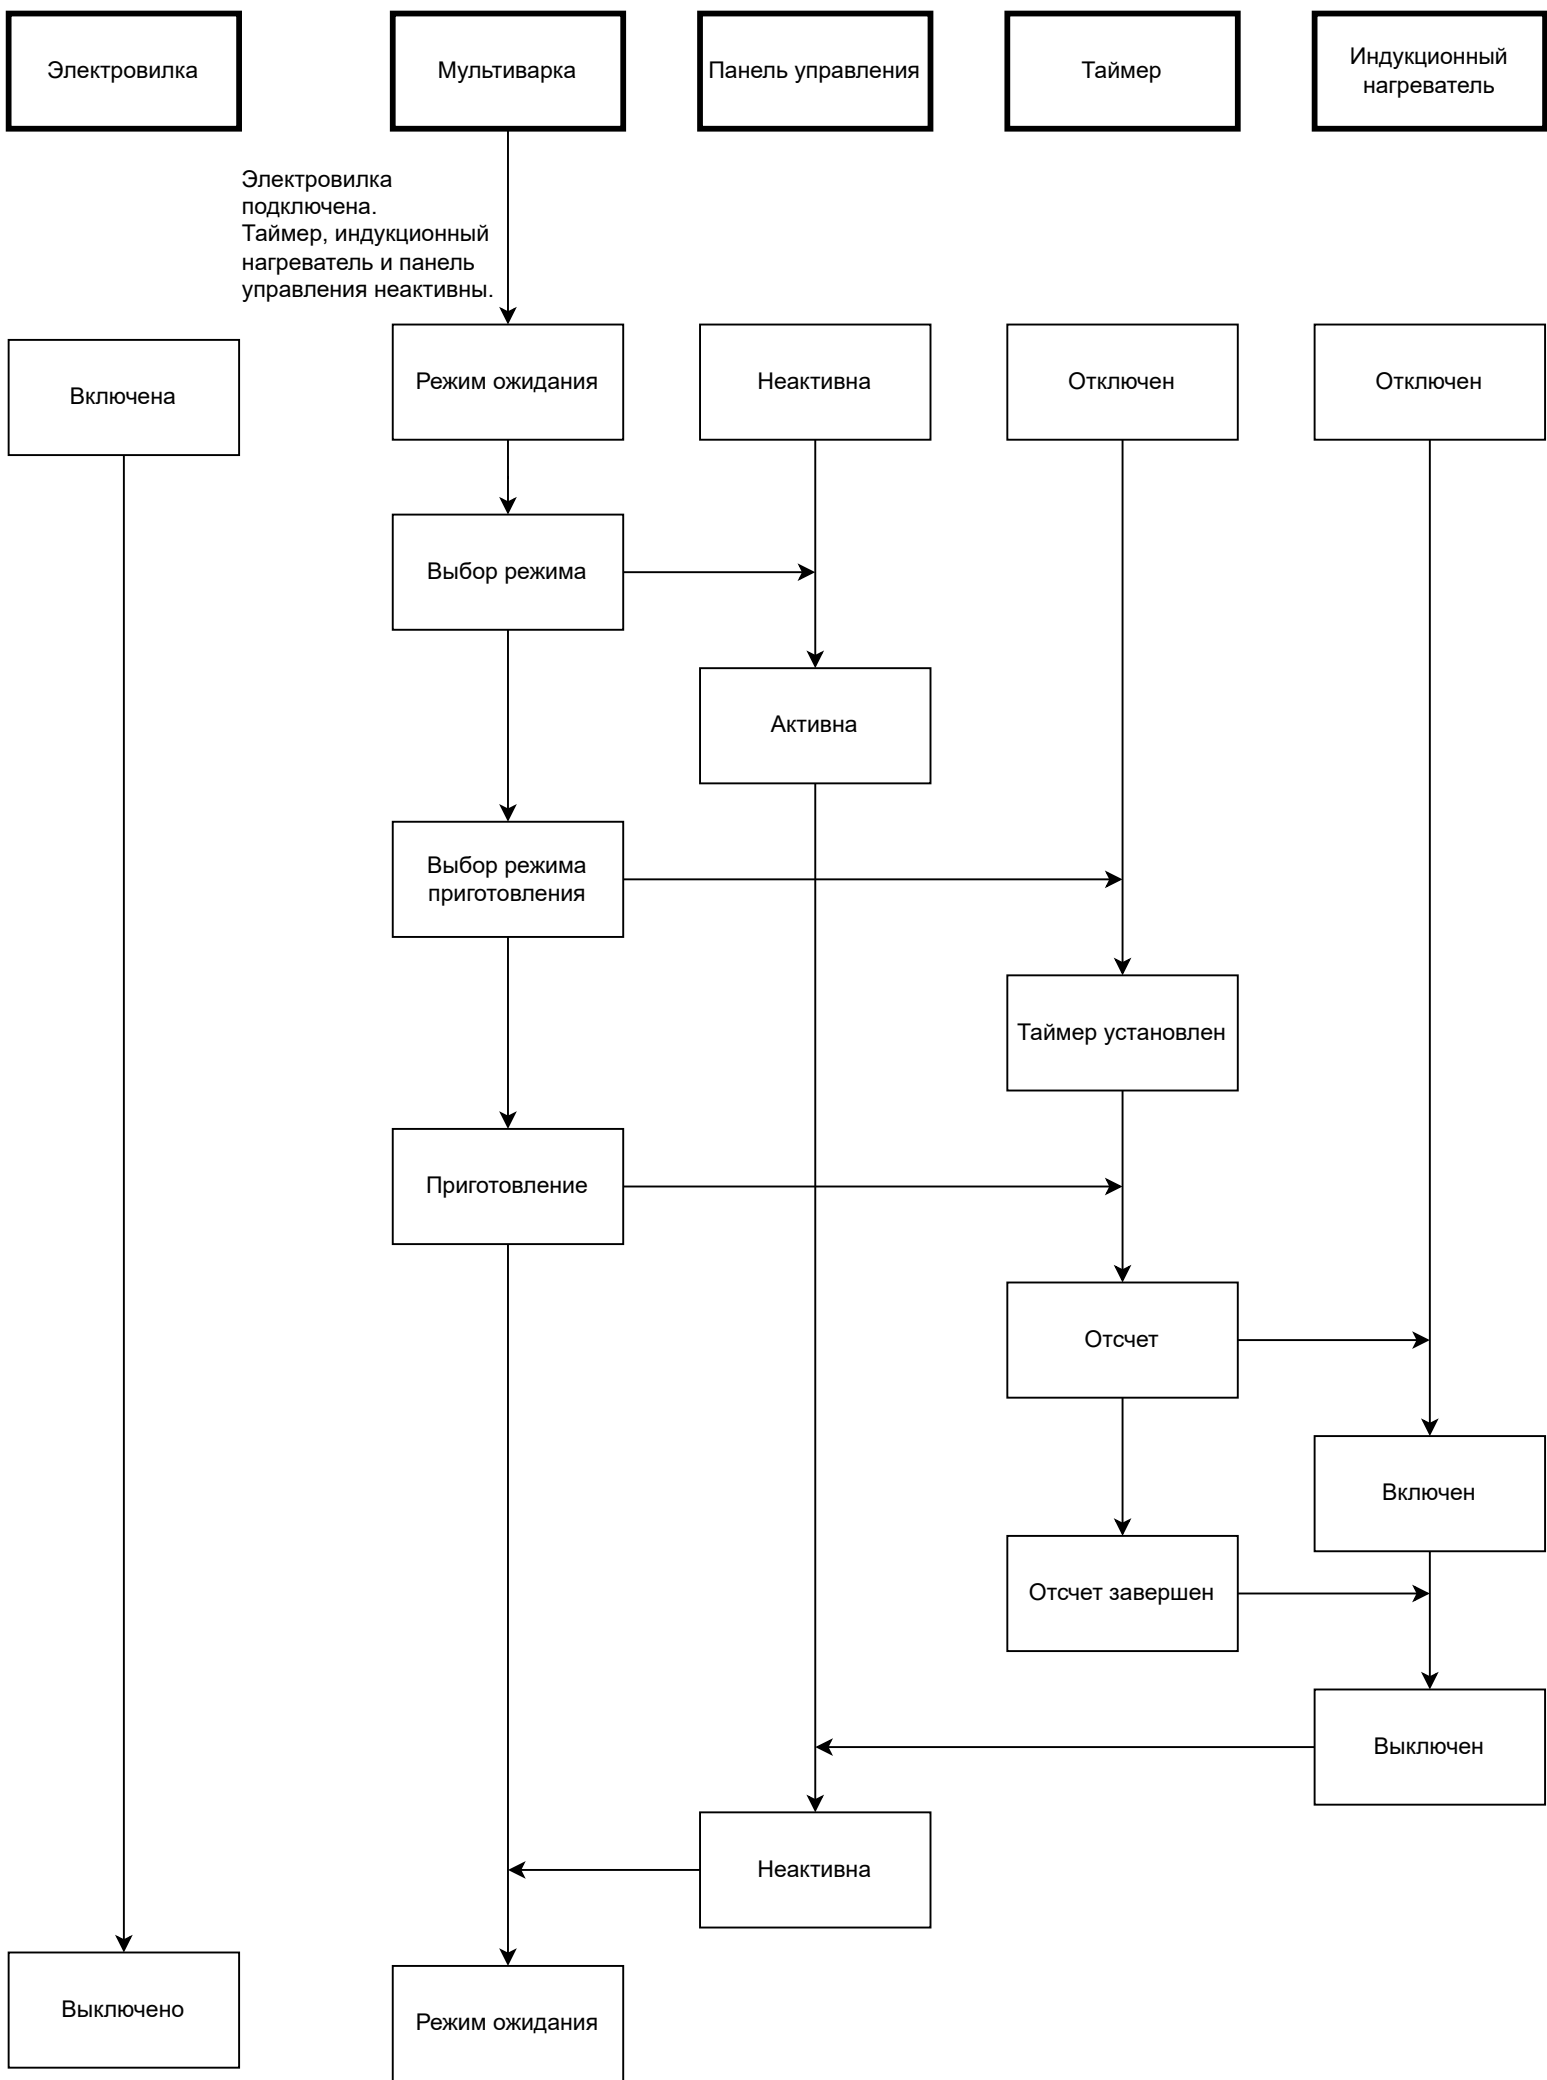 Электровилка
Мультиварка
Панель управления
Таймер
Индукционный
нагреватель
Электровилка
подключена.
Таймер, индукционный
нагреватель и панель
управления неактивны.
Включена
Режим ожидания
Неактивна
Отключен
Отключен
Выбор режима
Активна
Выбор режима
приготовления
Таймер установлен
Приготовление
Отсчет
Включен
Отсчет завершен
Выключен
Неактивна
Выключено
Режим ожидания